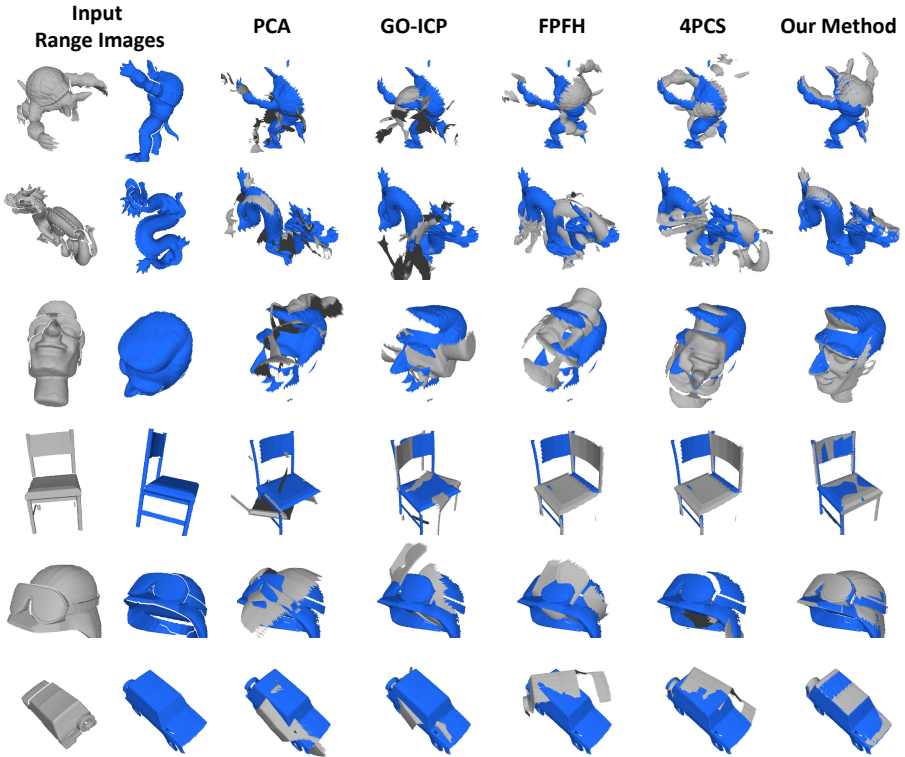 Input
Range Images
PCA
GO-ICP
FPFH
4PCS
Our Method